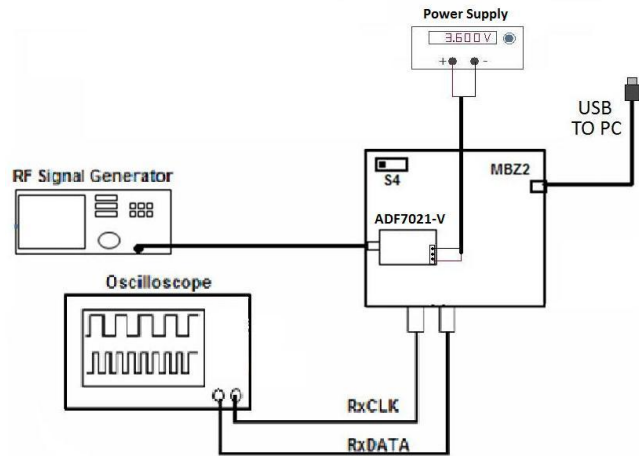 Power Supply
3.600 V
+ -
USB
TO PC
S4
MBZ2
RF Signal Generator
ADF7021-V
Oscilloscope
RxCLK
RxDATA